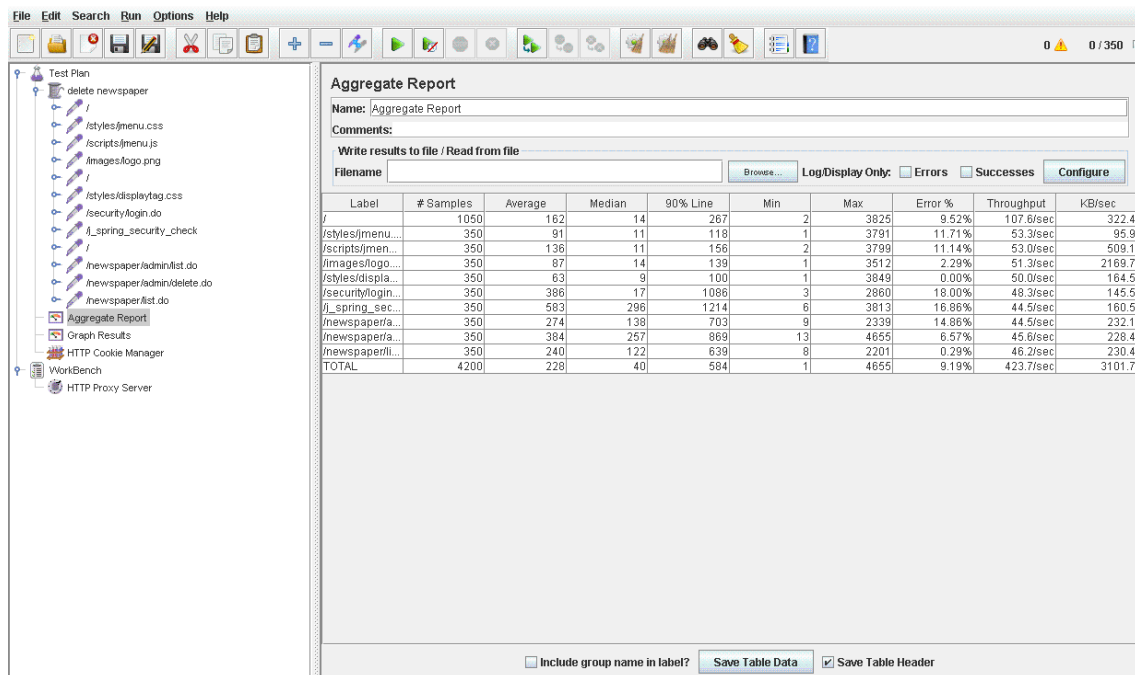 File Edit Search Run Options Help
0 0 / 350
Test Plan
delete newspaper
/
/styles/jmenu.css
/scripts/jmenu.js
/images/logo.png
/
/styles/displaytag.css
/security/login.do
/j_spring_security_check
/
/newspaper/admin/list.do
/newspaper/admin/delete.do
/newspaper/list.do
Aggregate Report
Graph Results
HTTP Cookie Manager
WorkBench
HTTP Proxy Server
Aggregate Report
Name: Aggregate Report
Comments:
Write results to file / Read from file
Filename Browse... Log/Display Only: Errors Successes Configure
Label # Samples Average Median 90% Line Min Max Error % Throughput KB/sec
/ 1050 162 14 267 2 3825 9.52% 107.6/sec 322.4
/styles/jmenu.... 350 91 11 118 1 3791 11.71% 53.3/sec 95.9
/scripts/jmen... 350 136 11 156 2 3799 11.14% 53.0/sec 509.1
/images/logo.... 350 87 14 139 1 3512 2.29% 51.3/sec 2169.7
/styles/displa... 350 63 9 100 1 3849 0.00% 50.0/sec 164.5
/security/login... 350 386 17 1086 3 2860 18.00% 48.3/sec 145.5
/j_spring_sec... 350 583 296 1214 6 3813 16.86% 44.5/sec 160.5
/newspaper/a... 350 274 138 703 9 2339 14.86% 44.5/sec 232.1
/newspaper/a... 350 384 257 869 13 4655 6.57% 45.6/sec 228.4
/newspaper/li... 350 240 122 639 8 2201 0.29% 46.2/sec 230.4
TOTAL 4200 228 40 584 1 4655 9.19% 423.7/sec 3101.7
Include group name in label? Save Table Data Save Table Header